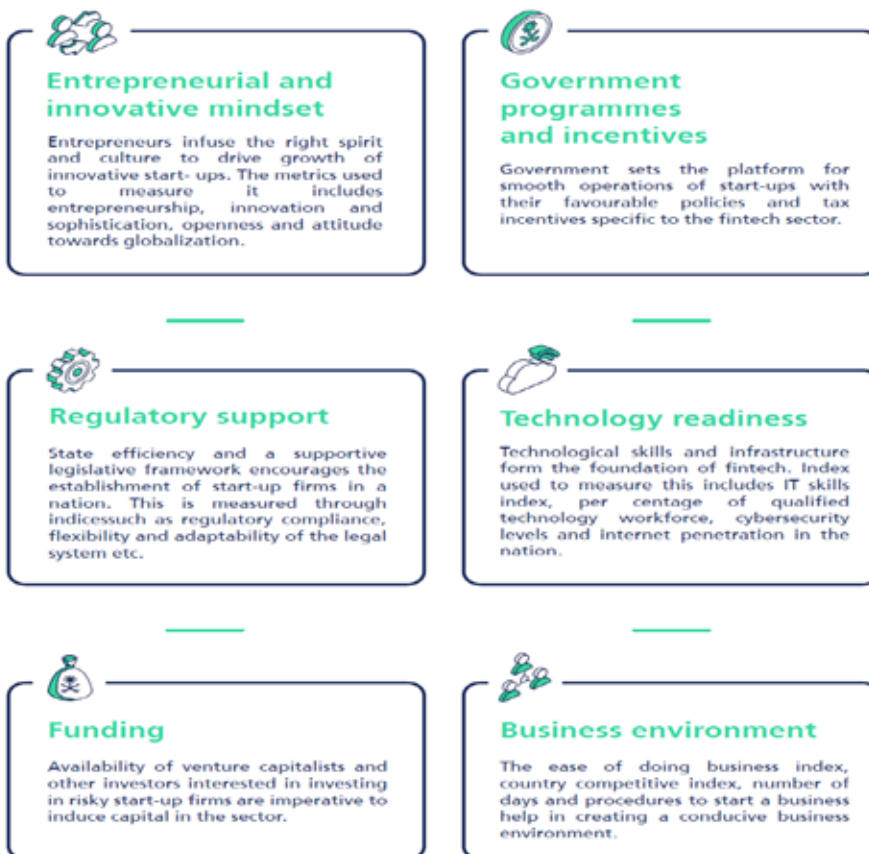 Entrepreneurial and
innovative mindset
Entrepreneurs infuse the right spirit
and culture to drive growth of
innovative start- ups. The metrics used
to measure it includes
entrepreneurship, innovation and
sophistication, openness and attitude
towards globalization.
Government
programmes
and incentives
Government sets the platform for
smooth operations of start-ups with
their favourable policies and tax
incentives specific to the fintech sector.
Regulatory support
State efficiency and a supportive
legislative framework encourages the
establishment of start-up firms in a
nation. This is measured through
indicessuch as regulatory compliance,
flexibility and adaptability of the legal
system etc.
Technology readiness
Technological skills and infrastructure
form the foundation of fintech. Index
used to measure this includes IT skills
index, per centage of qualified
technology workforce, cybersecurity
levels and internet penetration in the
nation.
Funding
Availability of venture capitalists and
other investors interested in investing
in risky start-up firms are imperative to
induce capital in the sector.
Business environment
The ease of doing business index,
country competitive index, number of
days and procedures to start a business
help in creating a conducive business
environment.